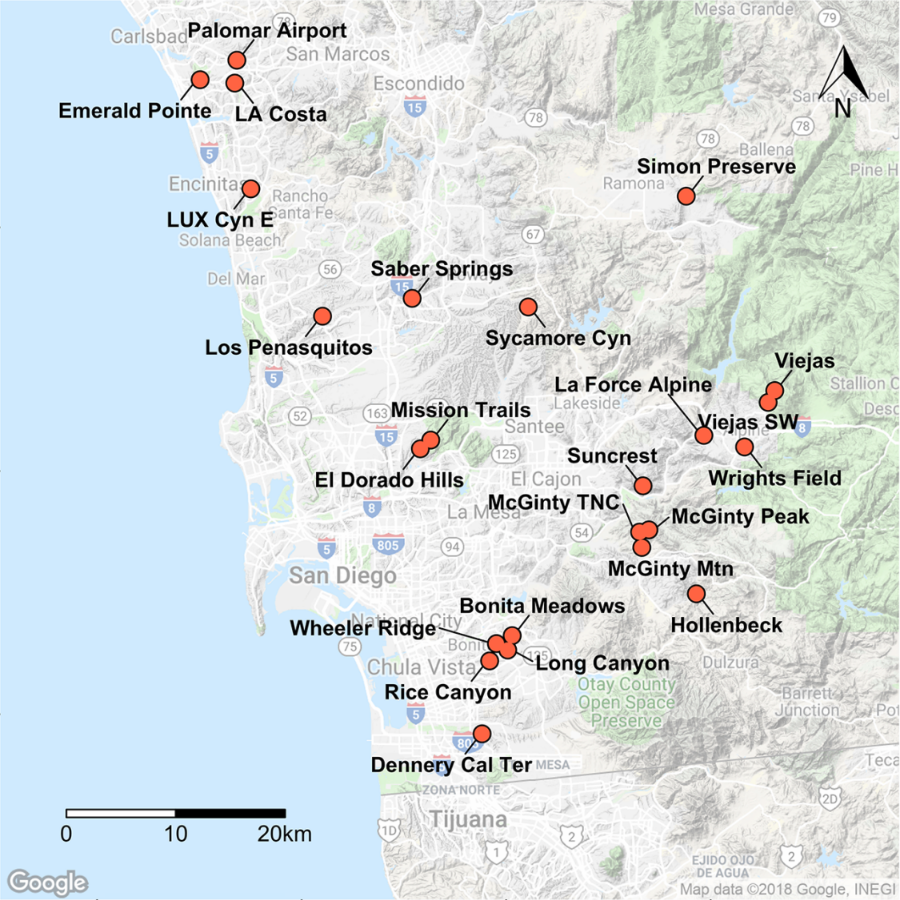 Mesa Grande
79
Carlsbad
78
Palomar Airport
San Marcos
Escondido
15
Santa Ysabel
N
Emerald Pointe
LA Costa
78
78
78
Ballena
5
Simon Preserve
Pine H
Encinitas
Rancho
Santa Fe
Ramona
LUX Cyn E
Solana Beach
67
Del Mar
56
Saber Springs
15
Sycamore Cyn
Los Penasquitos
5
Viejas
La Force Alpine
Stallion O
Lakeside
52
163
Mission Trails
Desc
Santee
Viejas SW
8
15
Alpine
125
Suncrest
El Dorado Hills
El Cajon
Wrights Field
McGinty TNC
8
La Mesa
McGinty Peak
54
5
805
94
McGinty Mtn
San Diego
Hollenbeck
Bonita Meadows
National City
Wheeler Ridge
75
Chula Vista
125
Long Canyon
Dulzura
Rice Canyon
Otay County
Open Space
Preserve
Barrett
Junction
Pot
5
805
Dennery Cal Ter
MESA
Teca
ZONA NORTE
2D
0
10
20km
Tijuana
1D
2
1
2
EJIDO OJO
DE AGUA
Google
Map data ©2018 Google, INEGI